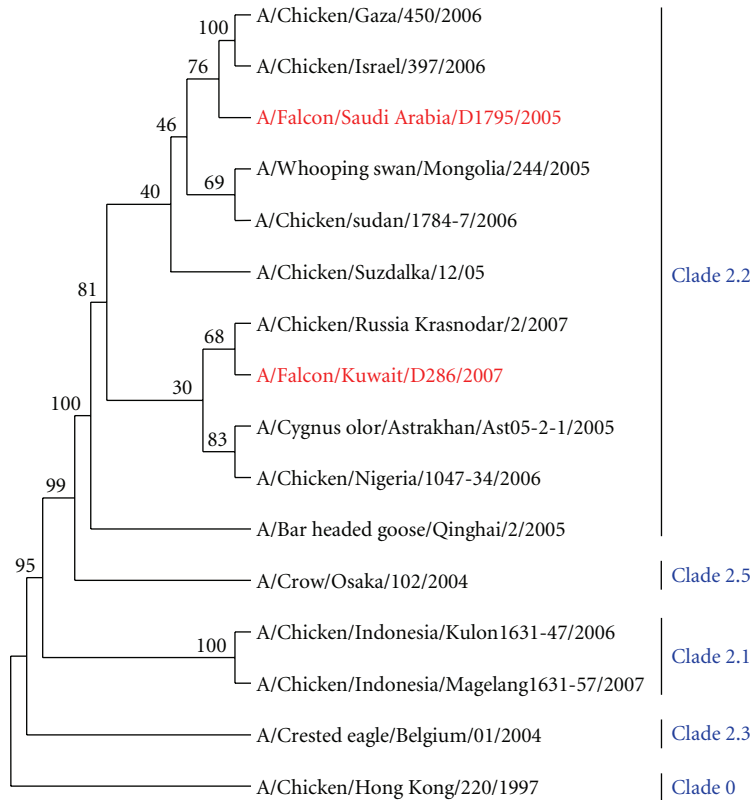 100
A/Chicken/Gaza/450/2006
76
A/Chicken/Israel/397/2006
A/Falcon/Saudi Arabia/D1795/2005
46
A/Whooping swan/Mongolia/244/2005
69
40
A/Chicken/sudan/1784-7/2006
A/Chicken/Suzdalka/12/05
Clade 2.2
81
A/Chicken/Russia Krasnodar/2/2007
68
A/Falcon/Kuwait/D286/2007
30
100
A/Cygnus olor/Astrakhan/Ast05-2-1/2005
83
A/Chicken/Nigeria/1047-34/2006
99
A/Bar headed goose/Qinghai/2/2005
95
A/Crow/Osaka/102/2004
Clade 2.5
A/Chicken/Indonesia/Kulon1631-47/2006
100
Clade 2.1
A/Chicken/Indonesia/Magelang1631-57/2007
A/Crested eagle/Belgium/01/2004
Clade 2.3
A/Chicken/Hong Kong/220/1997
Clade 0